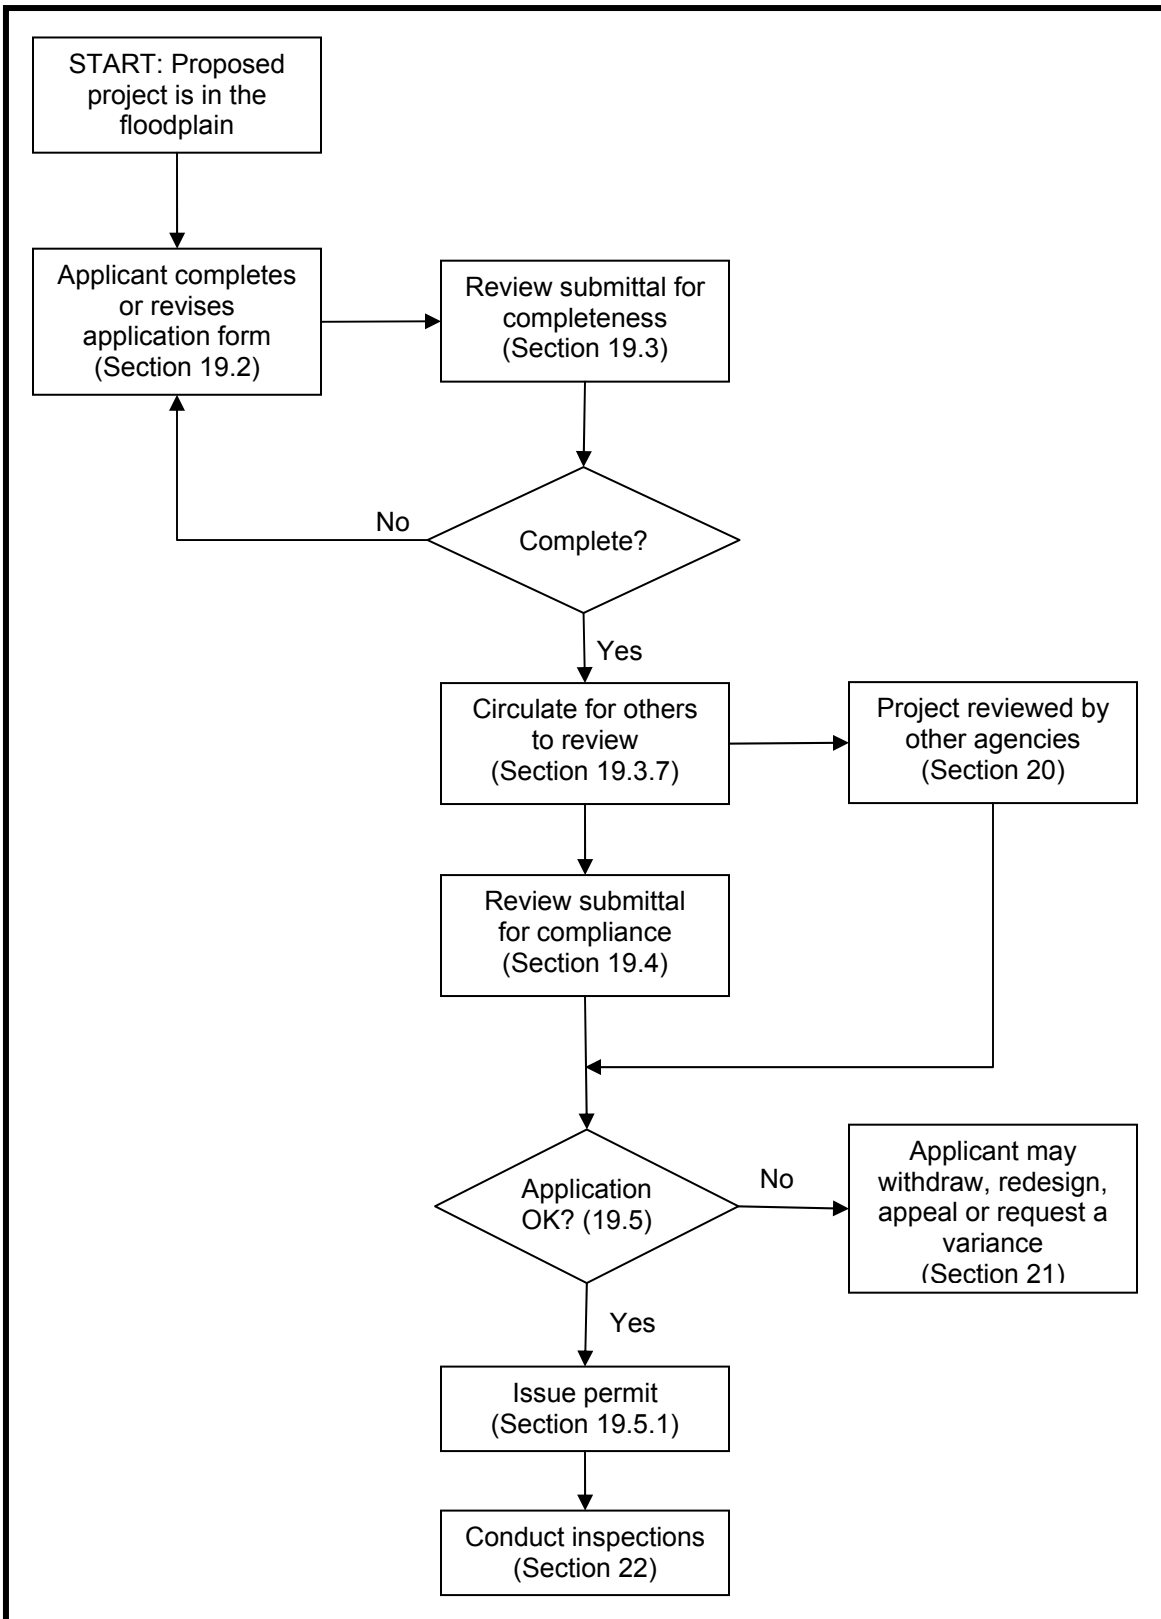 START: Proposed
project is in the
floodplain
Applicant completes
or revises
application form
(Section 19.2)
Review submittal for
completeness
(Section 19.3)
No
Complete?
Yes
Circulate for others
to review
(Section 19.3.7)
Project reviewed by
other agencies
(Section 20)
Review submittal
for compliance
(Section 19.4)
Application
OK? (19.5)
No
Applicant may
withdraw, redesign,
appeal or request a
variance
(Section 21)
Yes
Issue permit
(Section 19.5.1)
Conduct inspections
(Section 22)